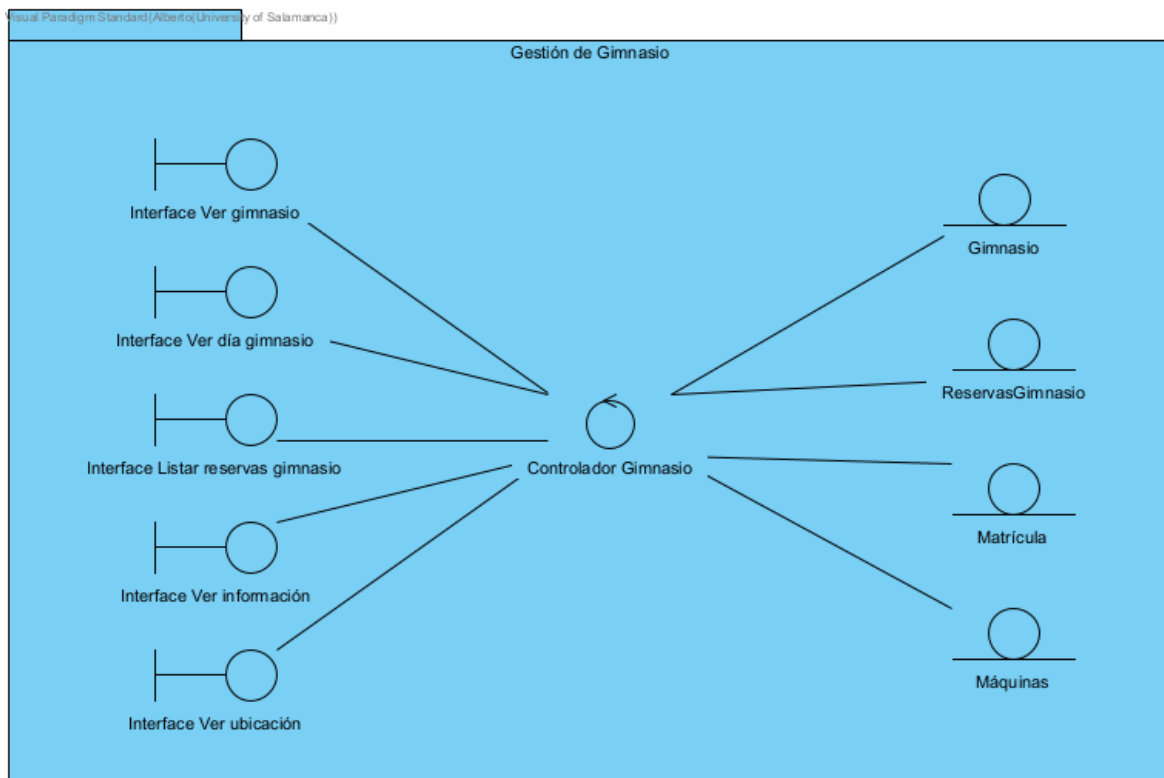 Visual Paradigm Standard(Alberto(University of Salamanca))
Gestión de Gimnasio
Interface Ver gimnasio
Gimnasio
Interface Ver día gimnasio
ReservasGimnasio
Interface Listar reservas gimnasio
Controlador Gimnasio
Matrícula
Interface Ver información
Máquinas
Interface Ver ubicación